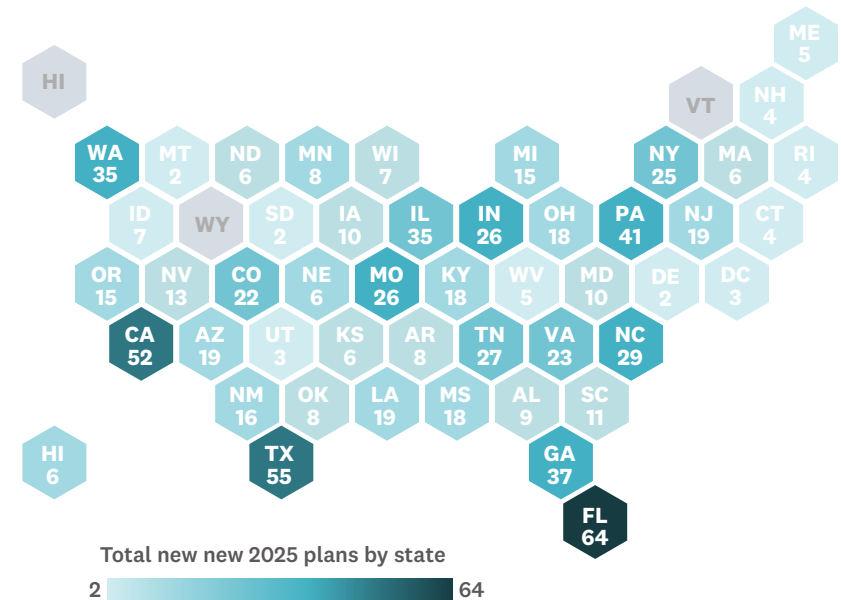 ME
5
HI
VT
NH
4
WA
35
MT
2
ND
6
MN
8
WI
7
MI
15
NY
25
MA
6
RI
4
ID
7
WY
SD
2
IA
10
IL
35
IN
26
OH
18
PA
41
NJ
19
CT
4
OR
15
NV
13
CO
22
NE
6
MO
26
KY
18
WV
5
MD
10
DE
2
DC
3
CA
52
AZ
19
UT
3
KS
6
AR
8
TN
27
VA
23
NC
29
NM
16
OK
8
LA
19
MS
18
AL
9
SC
11
HI
6
TX
55
GA
37
FL
64
Total new new 2025 plans by state
2 64